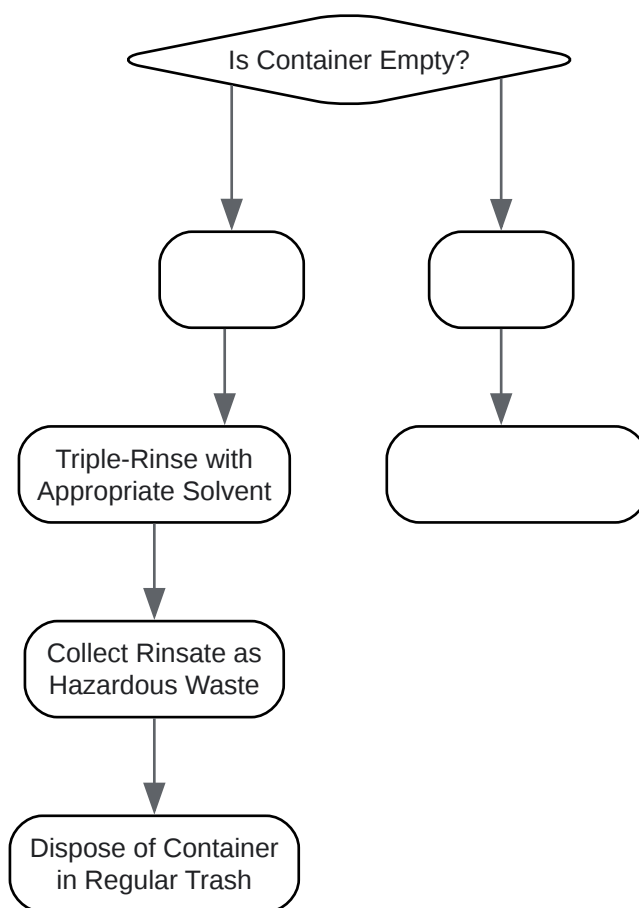 Is Container Empty?
Triple-Rinse with
Appropriate Solvent
Collect Rinsate as
Hazardous Waste
Dispose of Container
in Regular Trash